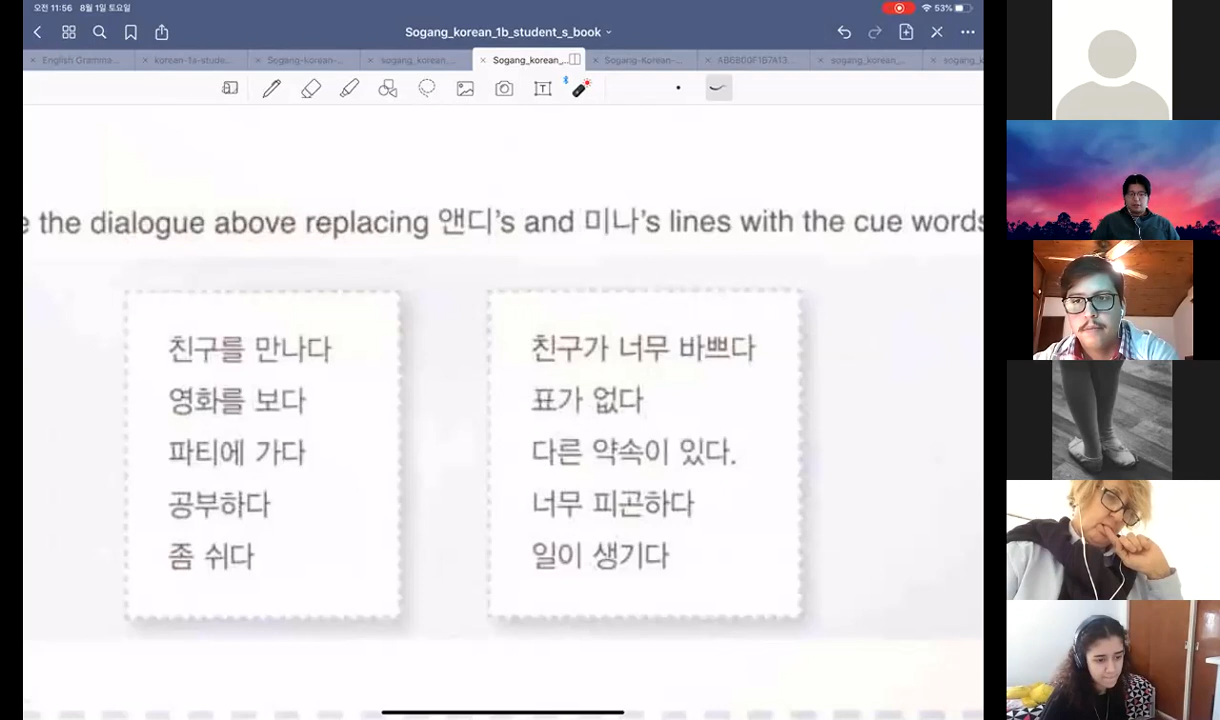 오전 11:56 8월 1일 토요일
53%
Sogang_korean_1b_student_s_book
English Gramma...
korean-1a-stude...
Sogang-korean-...
sogang_korean_...
Sogang_korean_...
Sogang-Korean-...
AB6B00F1B7A13...
sogang_korean_...
sogang_k
T
the dialogue above replacing 앤디's and 미나's lines with the cue words
친구를 만나다
영화를 보다
파티에 가다
공부하다
좀 쉬다
친구가 너무 바쁘다
표가 없다
다른 약속이 있다.
너무 피곤하다
일이 생기다